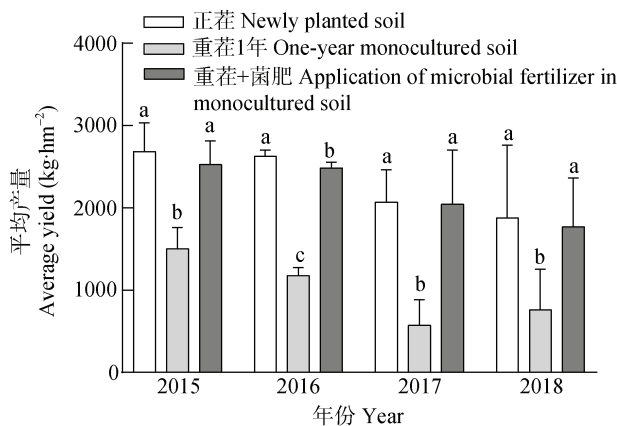 正茬 Newly planted soil
重茬1年 One-year monocultured soil
重茬+菌肥 Application of microbial fertilizer in
monocultured soil
平均产量
Average yield (kg·hm⁻²)
4000
3000
2000
1000
0
a
b
a
a
c
b
a
b
a
a
b
a
2015
2016
2017
2018
年份 Year